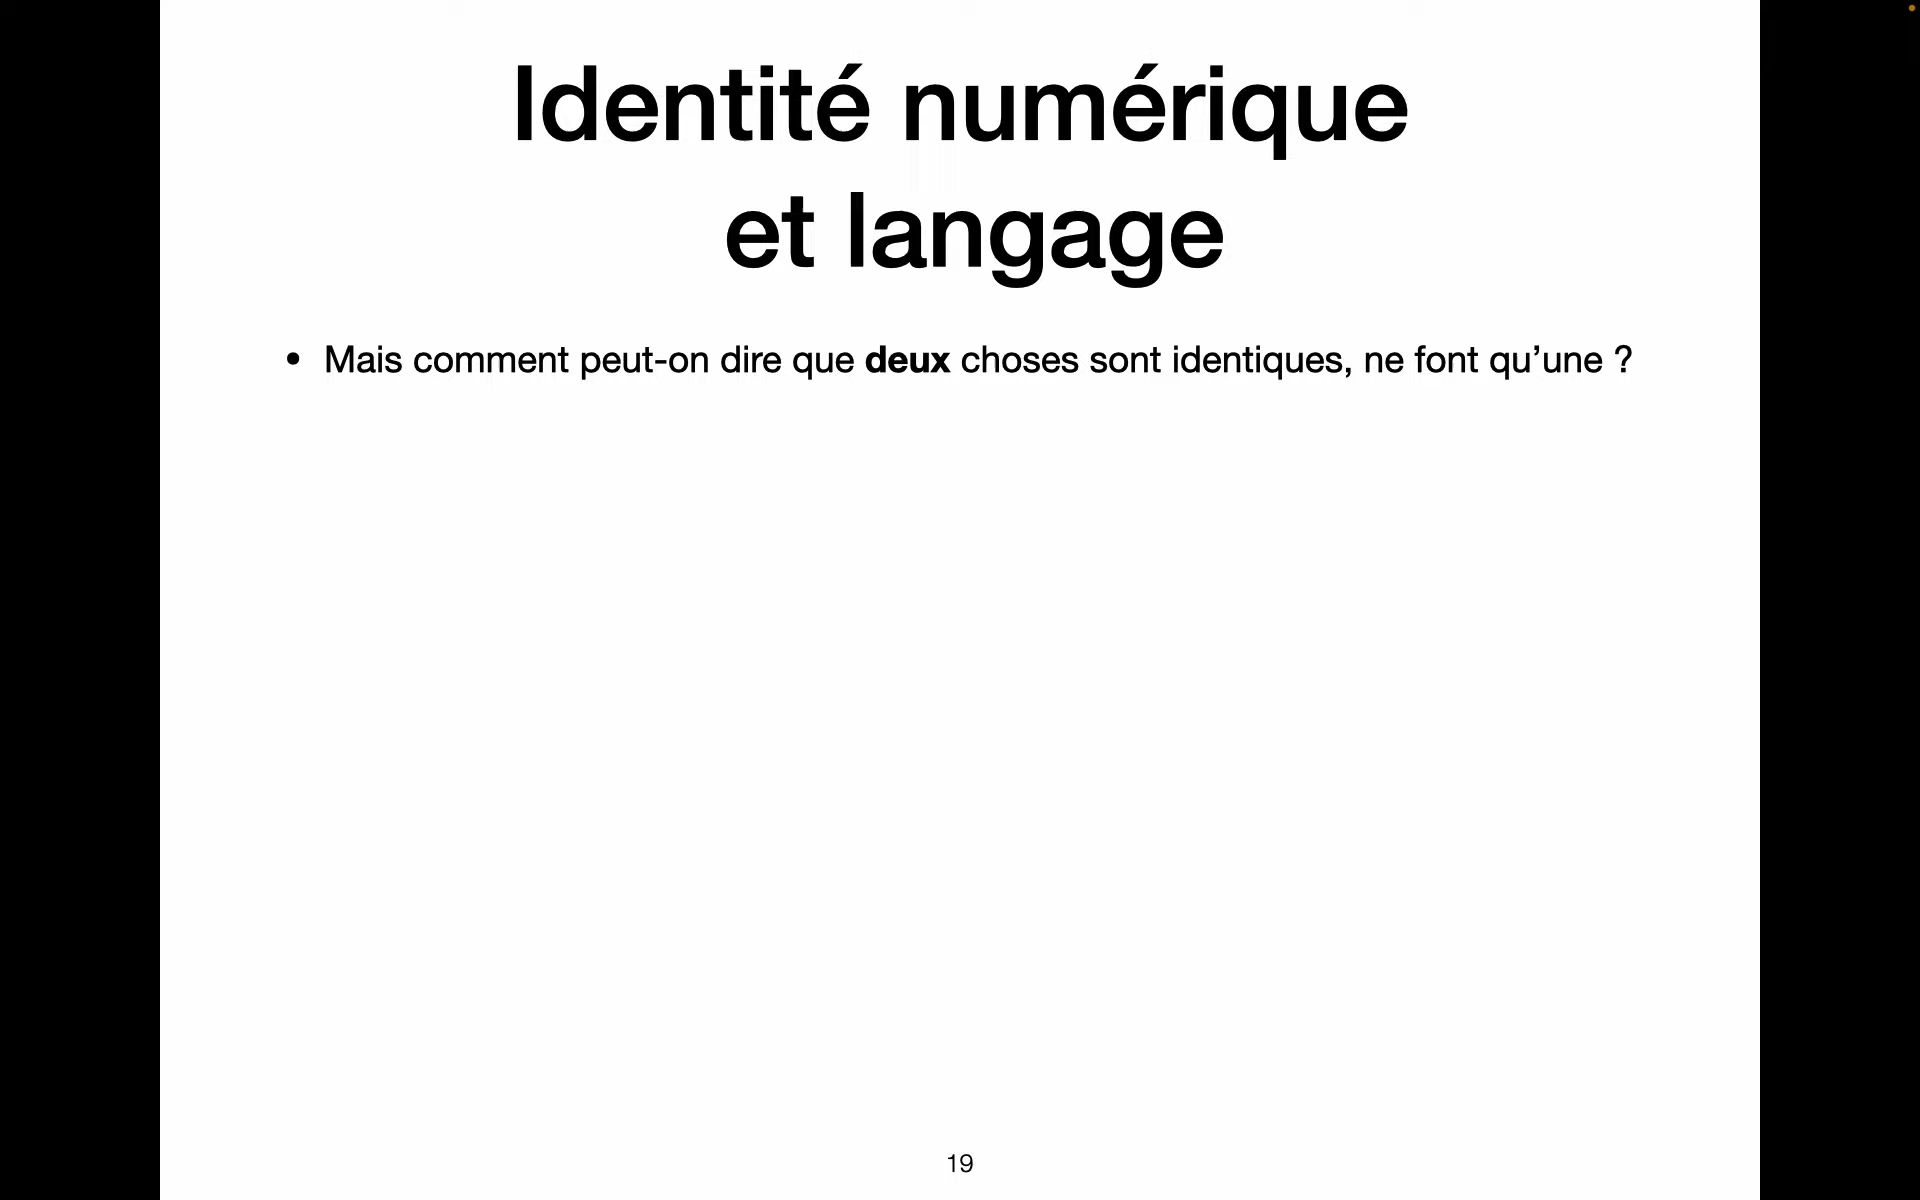 Identité numérique
et langage
• Mais comment peut-on dire que deux choses sont identiques, ne font qu’une ?
19